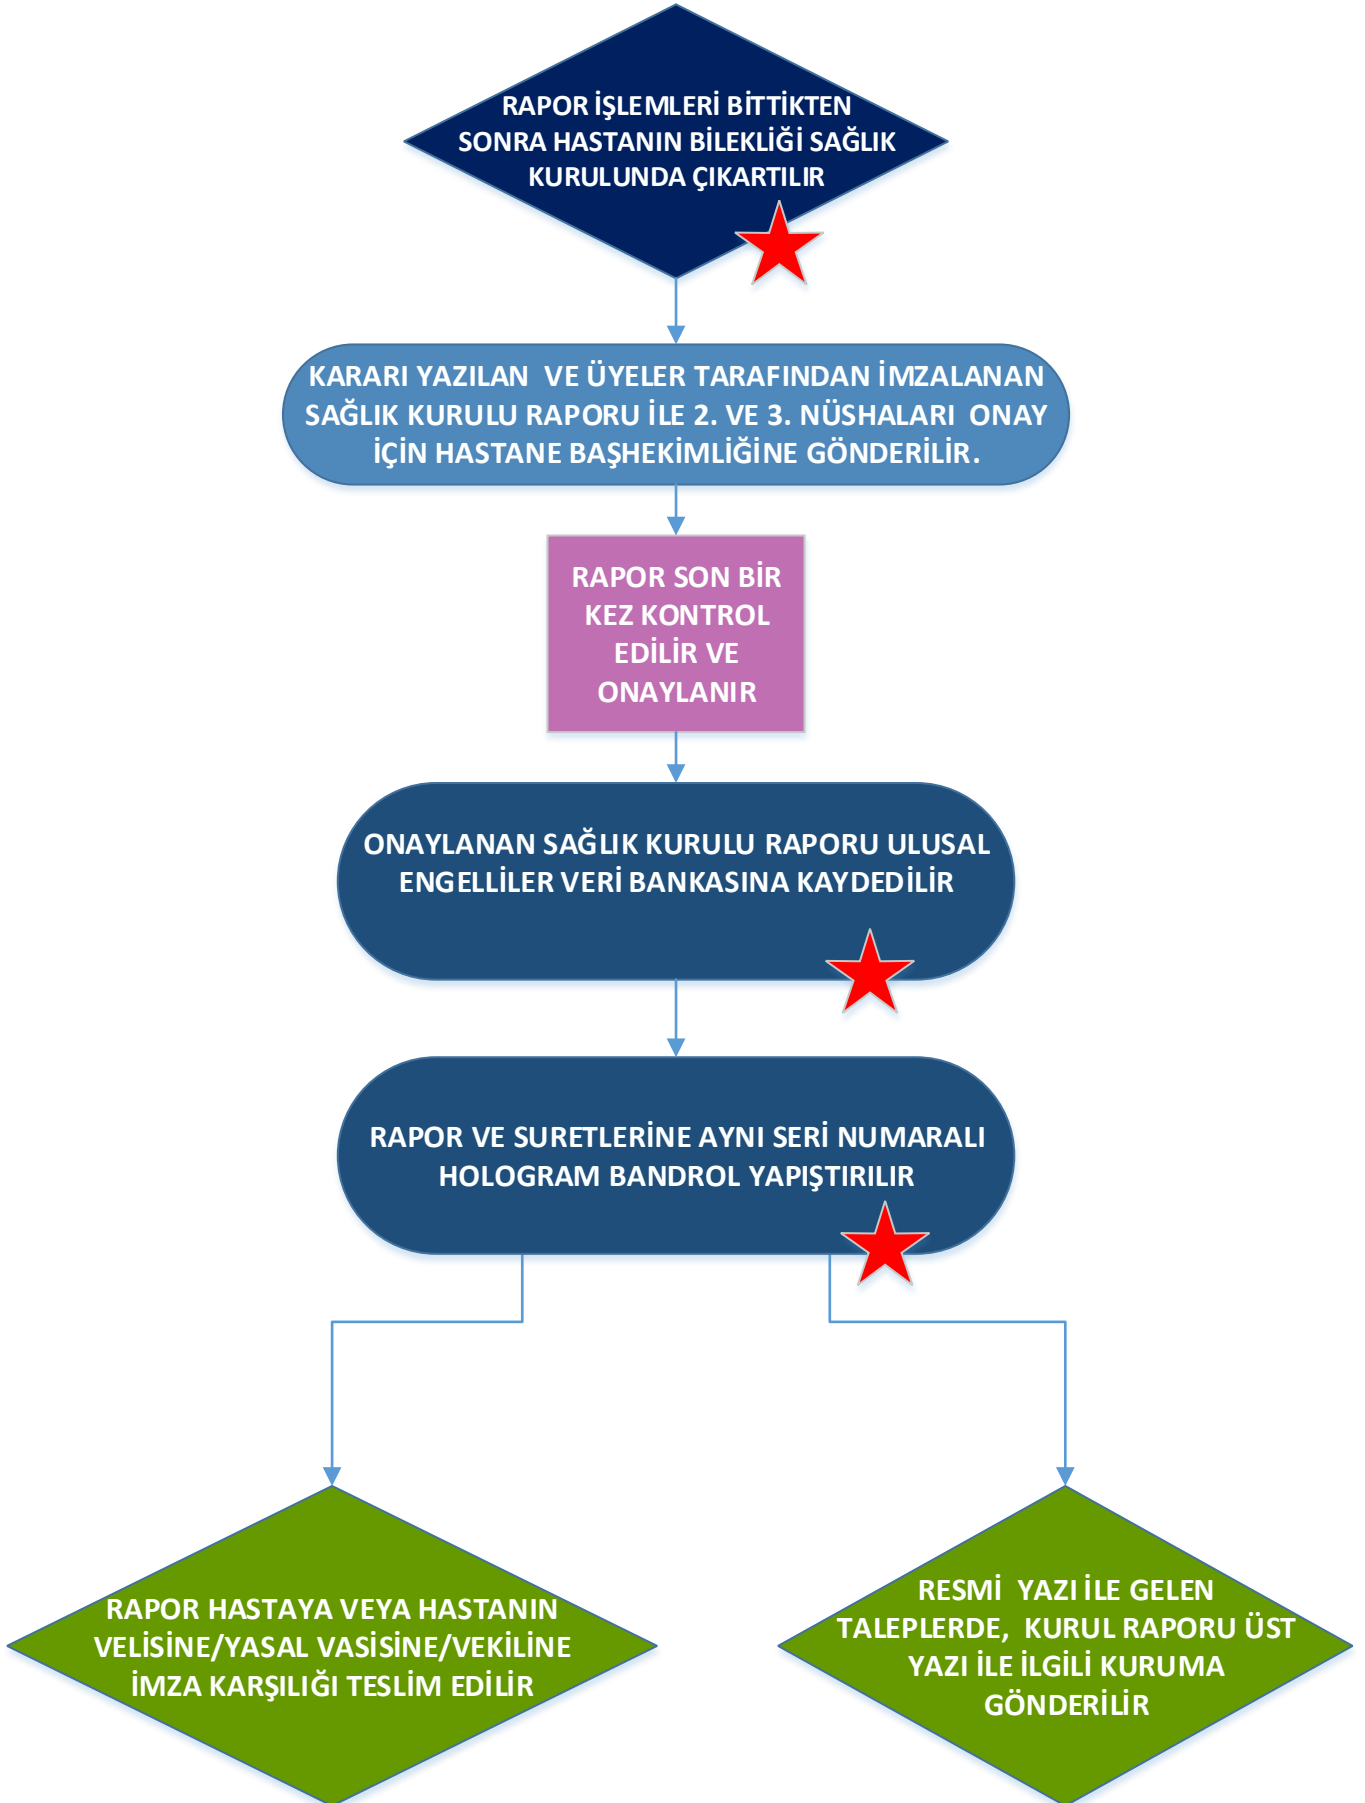 RAPOR İŞLEMLERİ BİTTİKTEN
SONRA HASTANIN BİLEKLİĞİ SAĞLIK
KURULUNDA ÇIKARTILIR
KARARI YAZILAN VE ÜYELER TARAFINDAN İMZALANAN
SAĞLIK KURULU RAPORU İLE 2. VE 3. NÜSHALARI ONAY
İÇİN HASTANE BAŞHEKİMLİĞİNE GÖNDERİLİR.
RAPOR SON BİR
KEZ KONTROL
EDİLİR VE
ONAYLANIR
ONAYLANAN SAĞLIK KURULU RAPORU ULUSAL
ENGELLİLER VERİ BANKASINA KAYDEDİLİR
RAPOR VE SURETLERİNE AYNI SERİ NUMARALI
HOLOGRAM BANDROL YAPIŞTIRILIR
RAPOR HASTAYA VEYA HASTANIN
VELİSİNE/YASAL VASİSİNE/VEKİLİNE
İMZA KARŞILIĞI TESLİM EDİLİR
RESMİ YAZI İLE GELEN
TALEPLERDE, KURUL RAPORU ÜST
YAZI İLE İLGİLİ KURUMA
GÖNDERİLİR